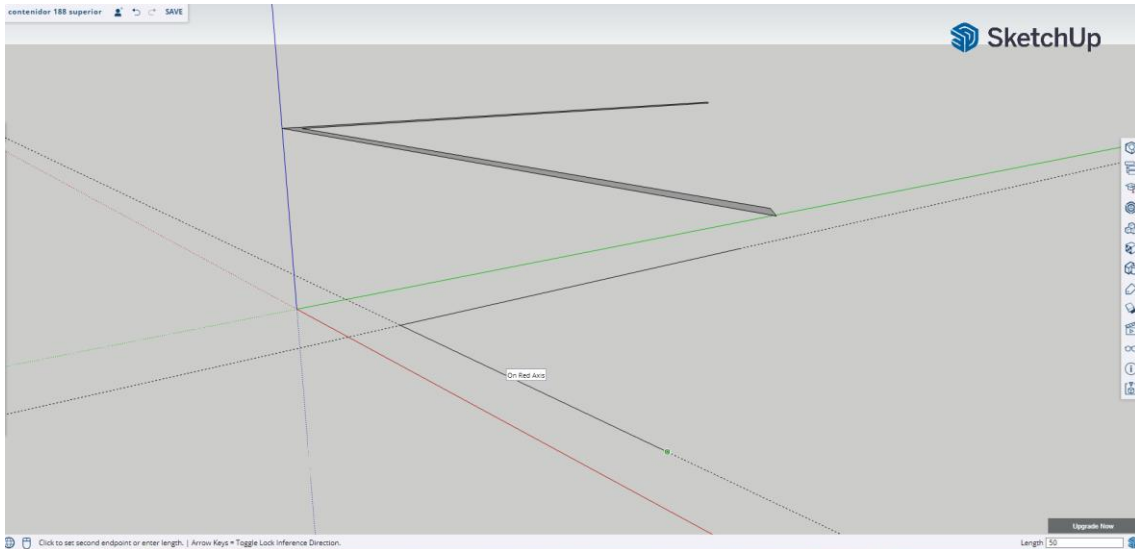 contenidor 188 superior SAVE
SketchUp
On Red Axis
Upgrade Now
Click to set second endpoint or enter length. | Arrow Keys = Toggle Lock Inference Direction.
Length 50